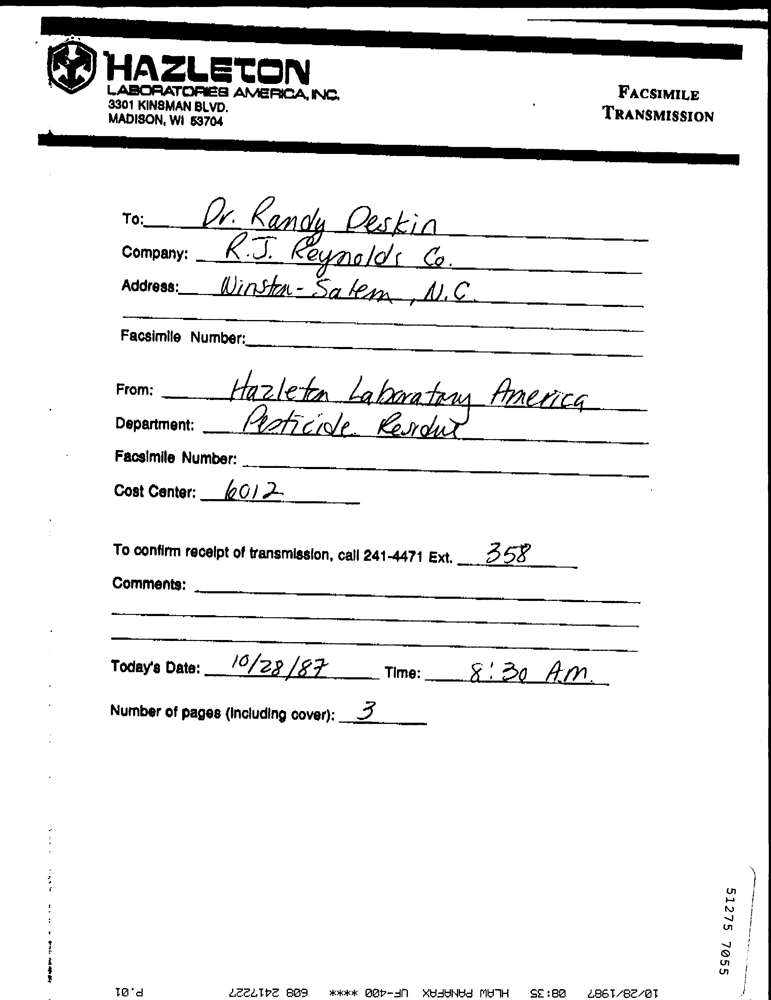 HAZLETON
LABORATORIES AMERICA, INC.
3301 KINSMAN BLVD.
MADISON, WI 53704
FACSIMILE
TRANSMISSION
To: Dr. Randy Deskin
Company: R.J. Reynolds Co.
Address: Winston-Salem, N.C.
Facsimile Number:
From: Hazleton Laboratory America
Department: Pesticide Residue
Facsimile Number:
Cost Center: 6012
To confirm receipt of transmission, call 241-4471 Ext. 358
Comments:
Today's Date: 10/28/87 Time: 8:30 A.M.
Number of pages (including cover): 3
51275 7055
10/28/1987 08:35 HLAW PANAFAX UF-400 **** 608 2417227 P.01